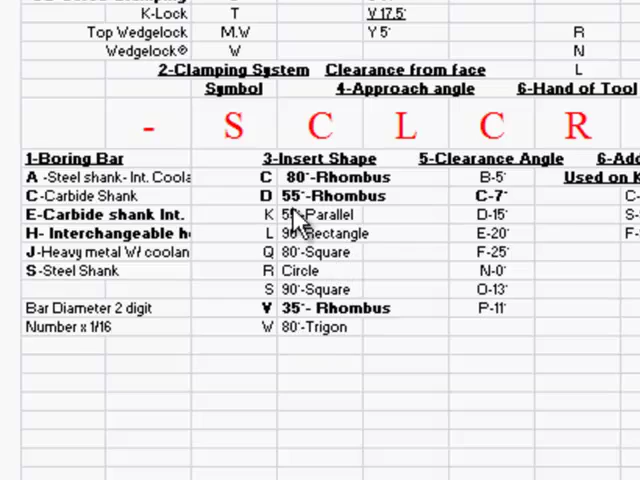 K-Lock T V 17.5°
Top Wedgelock M.W Y 5° R
Wedgelock® W N
2-Clamping System Clearance from face L
Symbol 4-Approach angle 6-Hand of Tool
- S C L C R
1-Boring Bar 3-Insert Shape 5-Clearance Angle 6-Add
A -Steel shank- Int. Coola C 80°-Rhombus B-5° Used on K
C-Carbide Shank D 55°-Rhombus C-7° C-
E-Carbide shank Int. K 55°-Parallel D-15° S-
H- Interchangeable he L 90°-Rectangle E-20° F-
J-Heavy metal W/ coolan Q 80°-Square F-25°
S-Steel Shank R Circle N-0°
S 90°-Square O-13°
Bar Diameter 2 digit V 35°- Rhombus P-11°
Number x 1/16 W 80°-Trigon